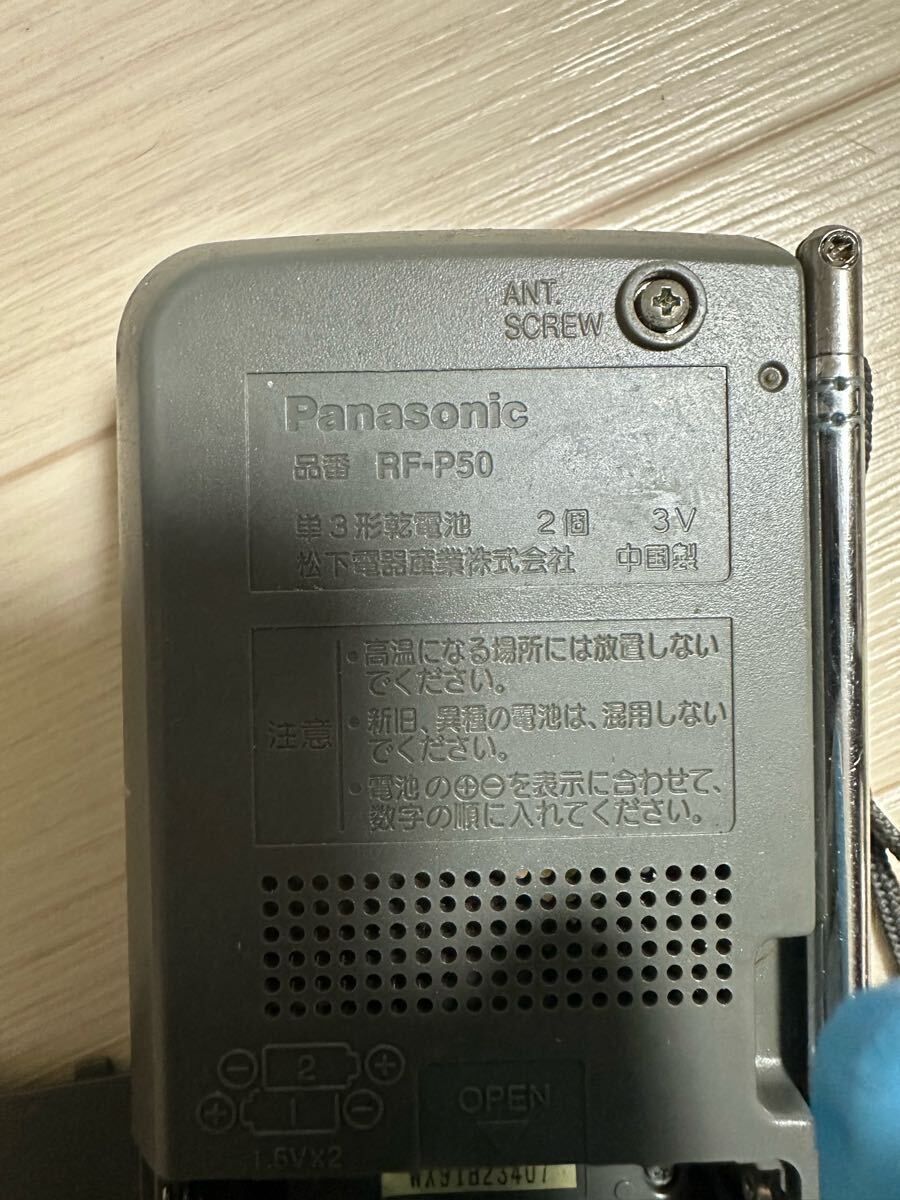 ANT.
SCREW
Panasonic
品番 RF-P50
単3形乾電池 2個 3V
松下電器産業株式会社 中国製
注意
・高温になる場所には放置しない
でください。
・新旧、異種の電池は、混用しない
でください。
・電池の⊕⊖を表示に合わせて、
数字の順に入れてください。
⊖ 2 ⊕
⊕ 1 ⊖
1.5V×2
OPEN
WX91B23407